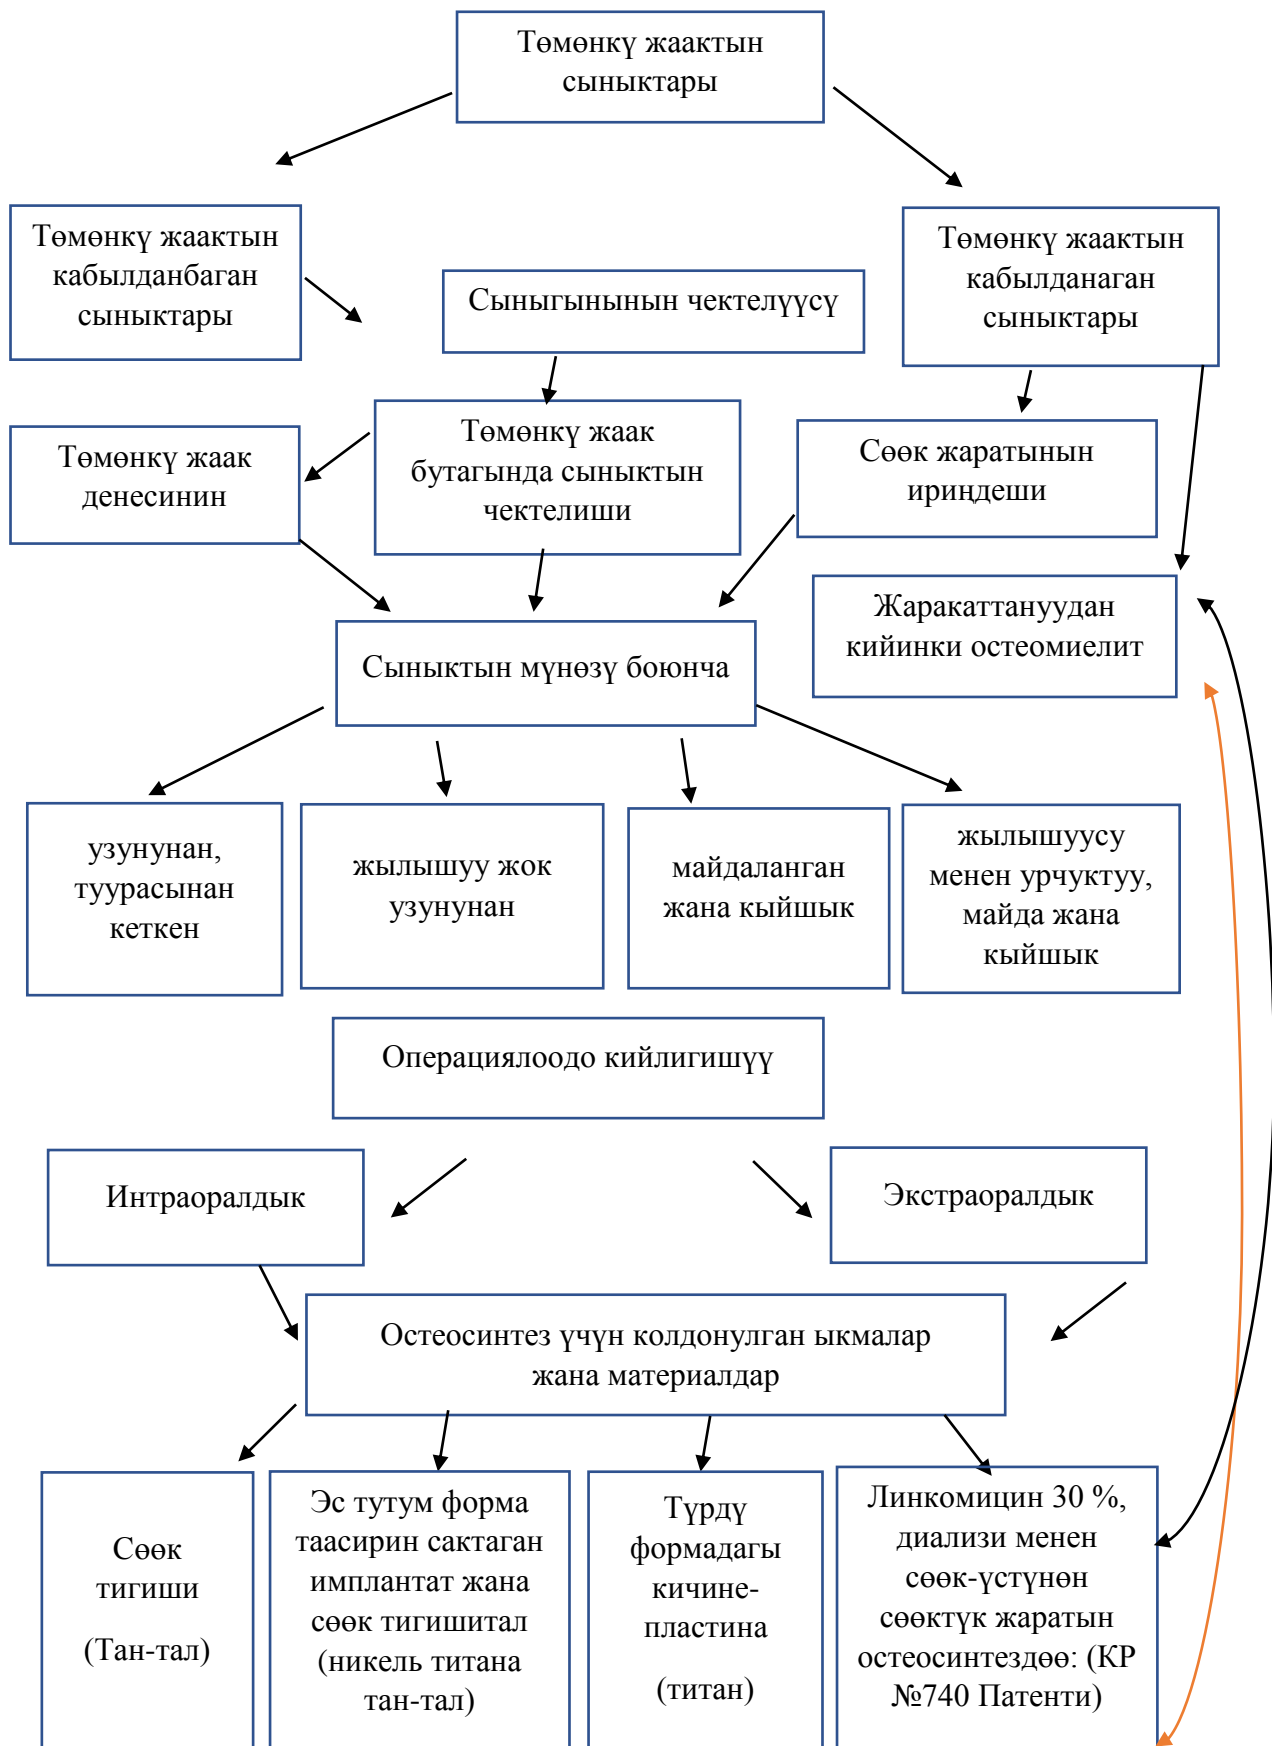 Төмөнкү жаактын
сыныктары
Төмөнкү жаактын
кабылданбаган
сыныктары
Сыныгынынын чектелүүсү
Төмөнкү жаактын
кабылданаган
сыныктары
Төмөнкү жаак
денесинин
Төмөнкү жаак
бутагында сыныктын
чектелиши
Сөөк жаратынын
ириңдеши
Жаракаттануудан
кийинки остеомиелит
Сыныктын мүнөзү боюнча
узунунан,
туурасынан
кеткен
жылышуу жок
узунунан
майдаланган
жана кыйшык
жылышуусу
менен урчуктуу,
майда жана
кыйшык
Операциялоодо кийлигишүү
Интраоралдык
Экстраоралдык
Остеосинтез үчүн колдонулган ыкмалар
жана материалдар
Сөөк
тигиши
(Тан-тал)
Эс тутум форма
таасирин сактаган
имплантат жана
сөөк тигишитал
(никель титана
тан-тал)
Түрдү
формадагы
кичине-
пластина
(титан)
Линкомицин 30 %,
диализи менен
сөөк-үстүнөн
сөөктүк жаратын
остеосинтездөө: (КР
№740 Патенти)